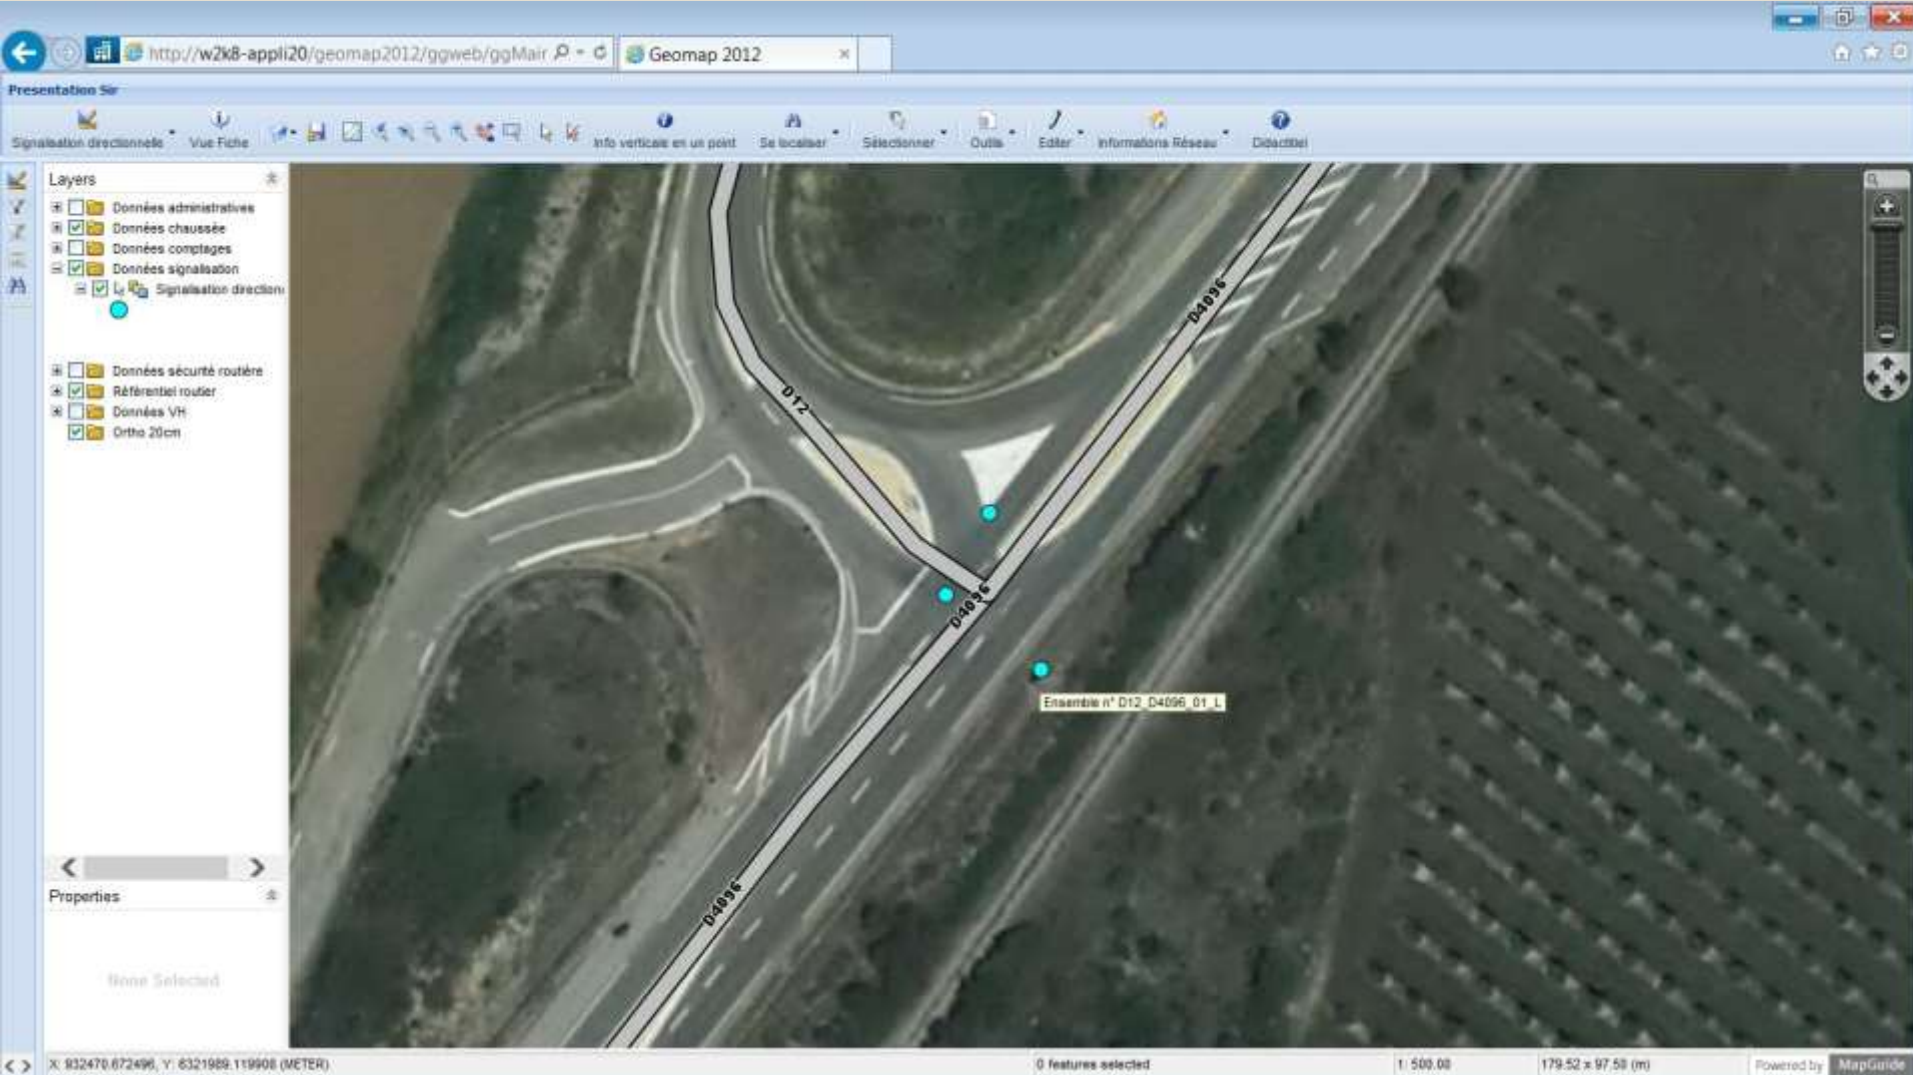 http://w2k8-appli20/geomap2012/ggweb/ggMair
Geomap 2012
Presentation Sir
Signalisation directionnelle
Vue Fiche
Info verticale en un point
Se localiser
Sélectionner
Outils
Editer
Informations Réseau
Didactitiel
Layers
Données administratives
Données chaussée
Données comptages
Données signalisation
Signalisation direction
Données sécurité routière
Référentiel routier
Données VH
Ortho 20cm
D4096
D12
D4096
Ensemble n° D12_D4096_01_L
D4096
Properties
None Selected
X: 932470.672496, Y: 6321989.119908 (METER)
0 features selected
1: 500.00
179.52 x 97.50 (m)
Powered by MapGuide